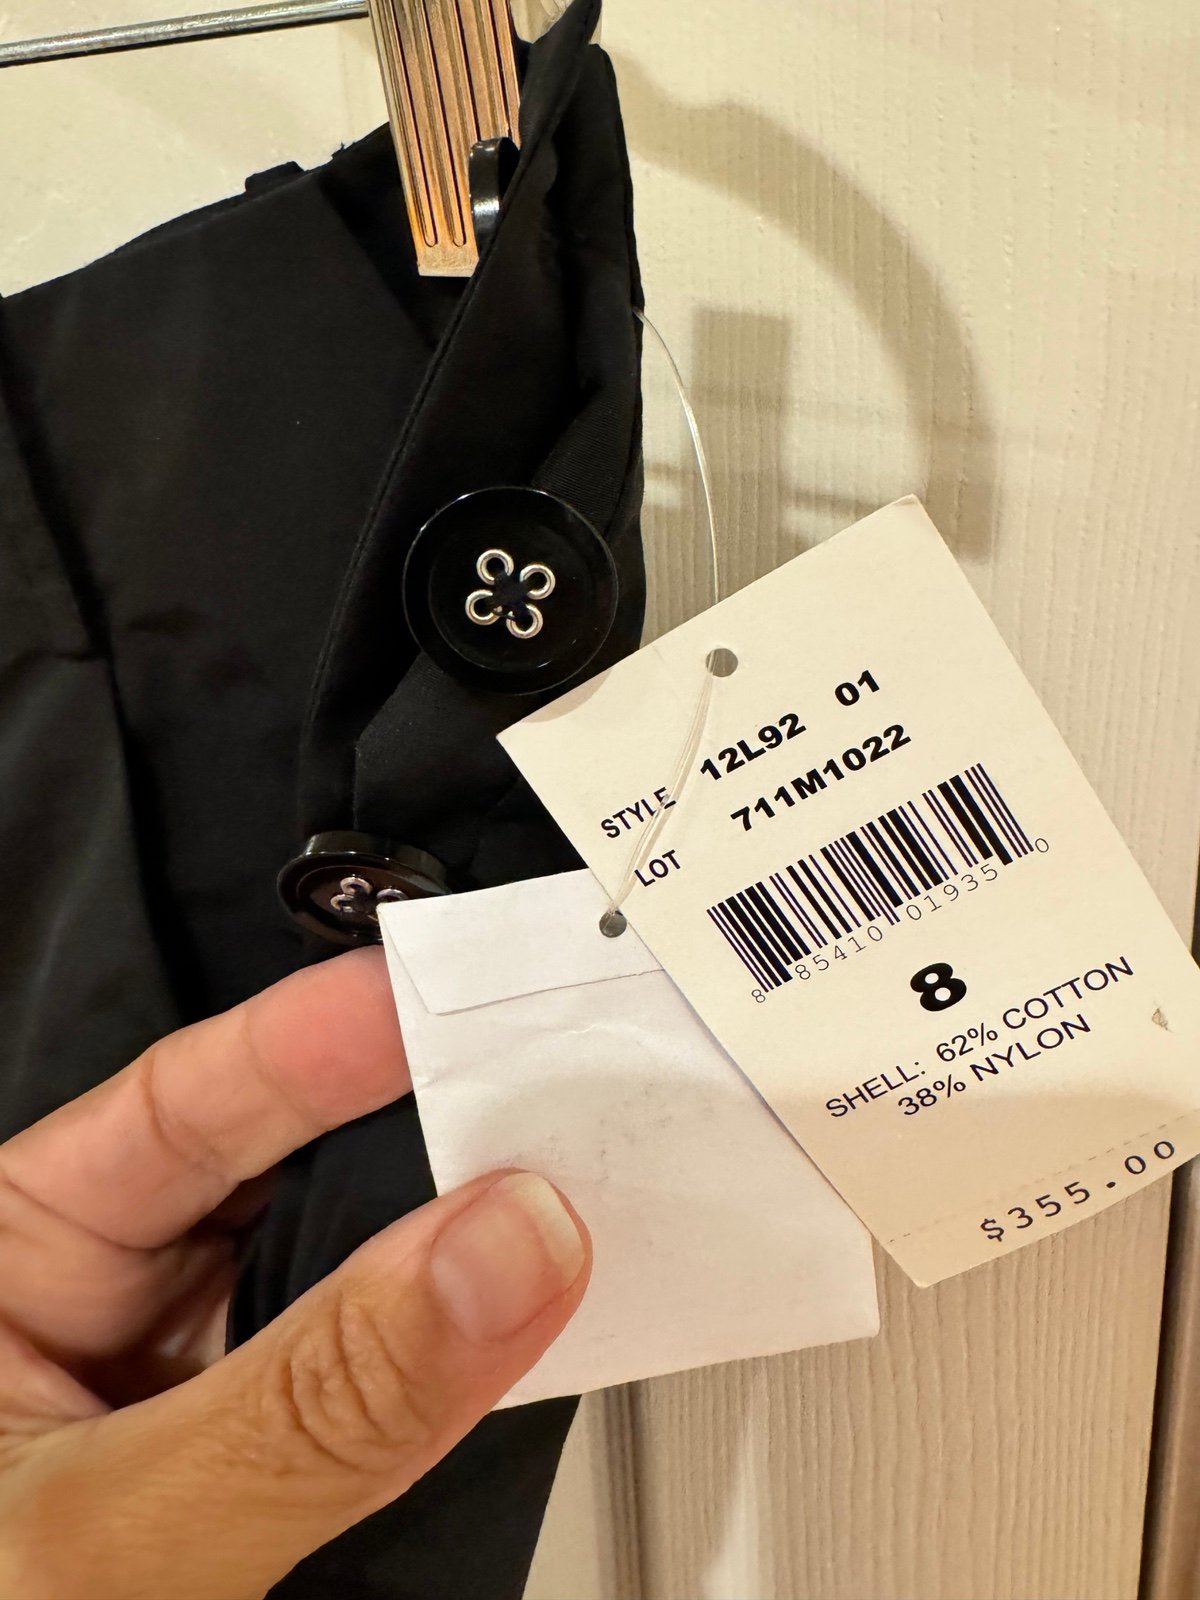 STYLE 12L92 01
LOT 711M1022
8 85410 01935 0
8
SHELL: 62% COTTON
38% NYLON
$355.00